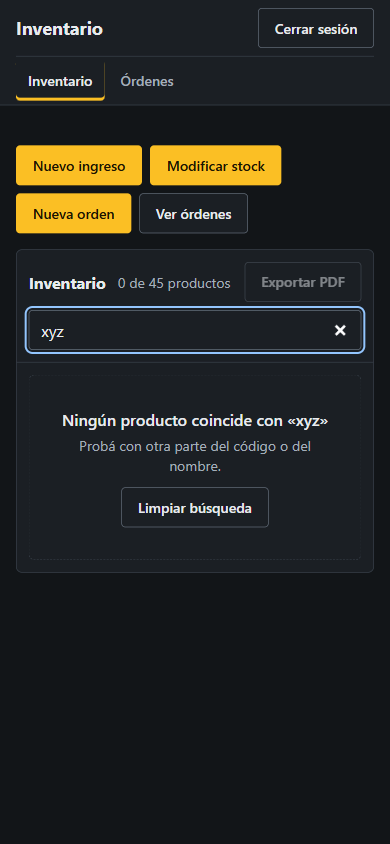 Inventario
Cerrar sesión
Inventario
Órdenes
Nuevo ingreso
Modificar stock
Nueva orden
Ver órdenes
Inventario
0 de 45 productos
Exportar PDF
xyz
Ningún producto coincide con «xyz»
Probá con otra parte del código o del
nombre.
Limpiar búsqueda